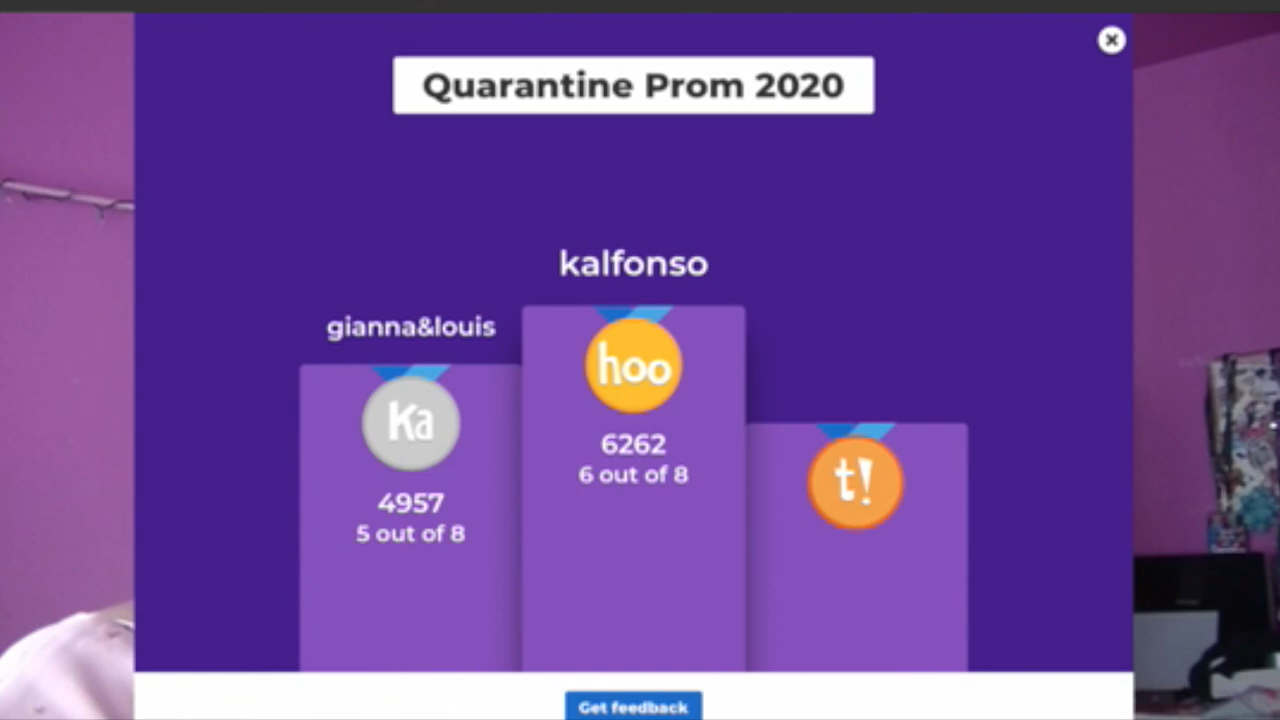 Quarantine Prom 2020
kalfonso
gianna&louis
hoo
Ka
6262
6 out of 8
t!
4957
5 out of 8
Get feedback